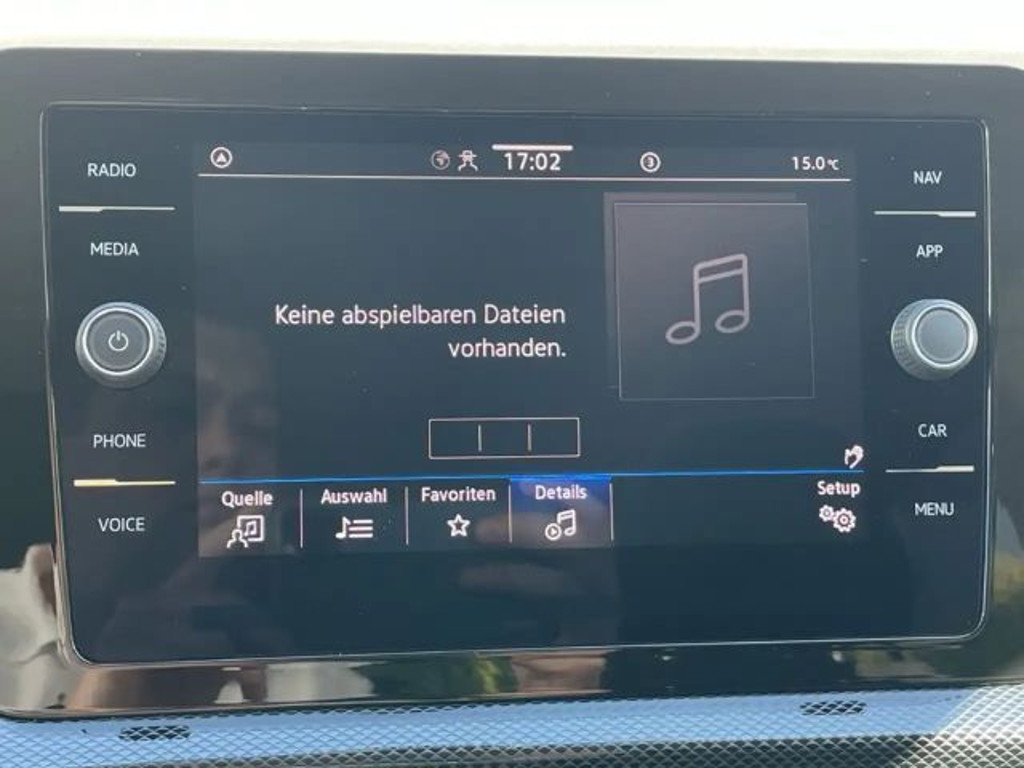 RADIO
MEDIA
PHONE
VOICE
17:02
3
15.0°C
Keine abspielbaren Dateien
vorhanden.
Quelle
Auswahl
Favoriten
Details
Setup
NAV
APP
CAR
MENU